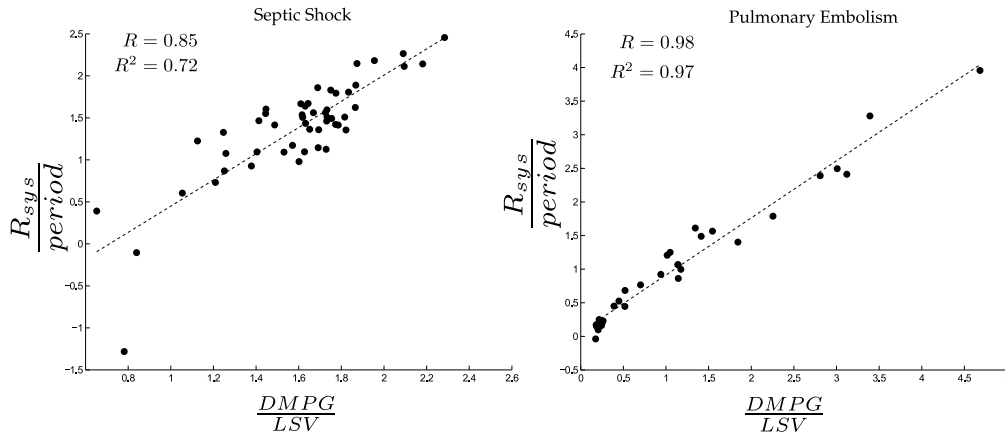 Septic Shock
R = 0.85
R² = 0.72
2.5
2
1.5
1
0.5
0
−0.5
−1
−1.5
0.8 1 1.2 1.4 1.6 1.8 2 2.2 2.4 2.6
R_sys
period
DMPG
LSV
Pulmonary Embolism
R = 0.98
R² = 0.97
4.5
4
3.5
3
2.5
2
1.5
1
0.5
0
−0.5
0 0.5 1 1.5 2 2.5 3 3.5 4 4.5
R_sys
period
DMPG
LSV